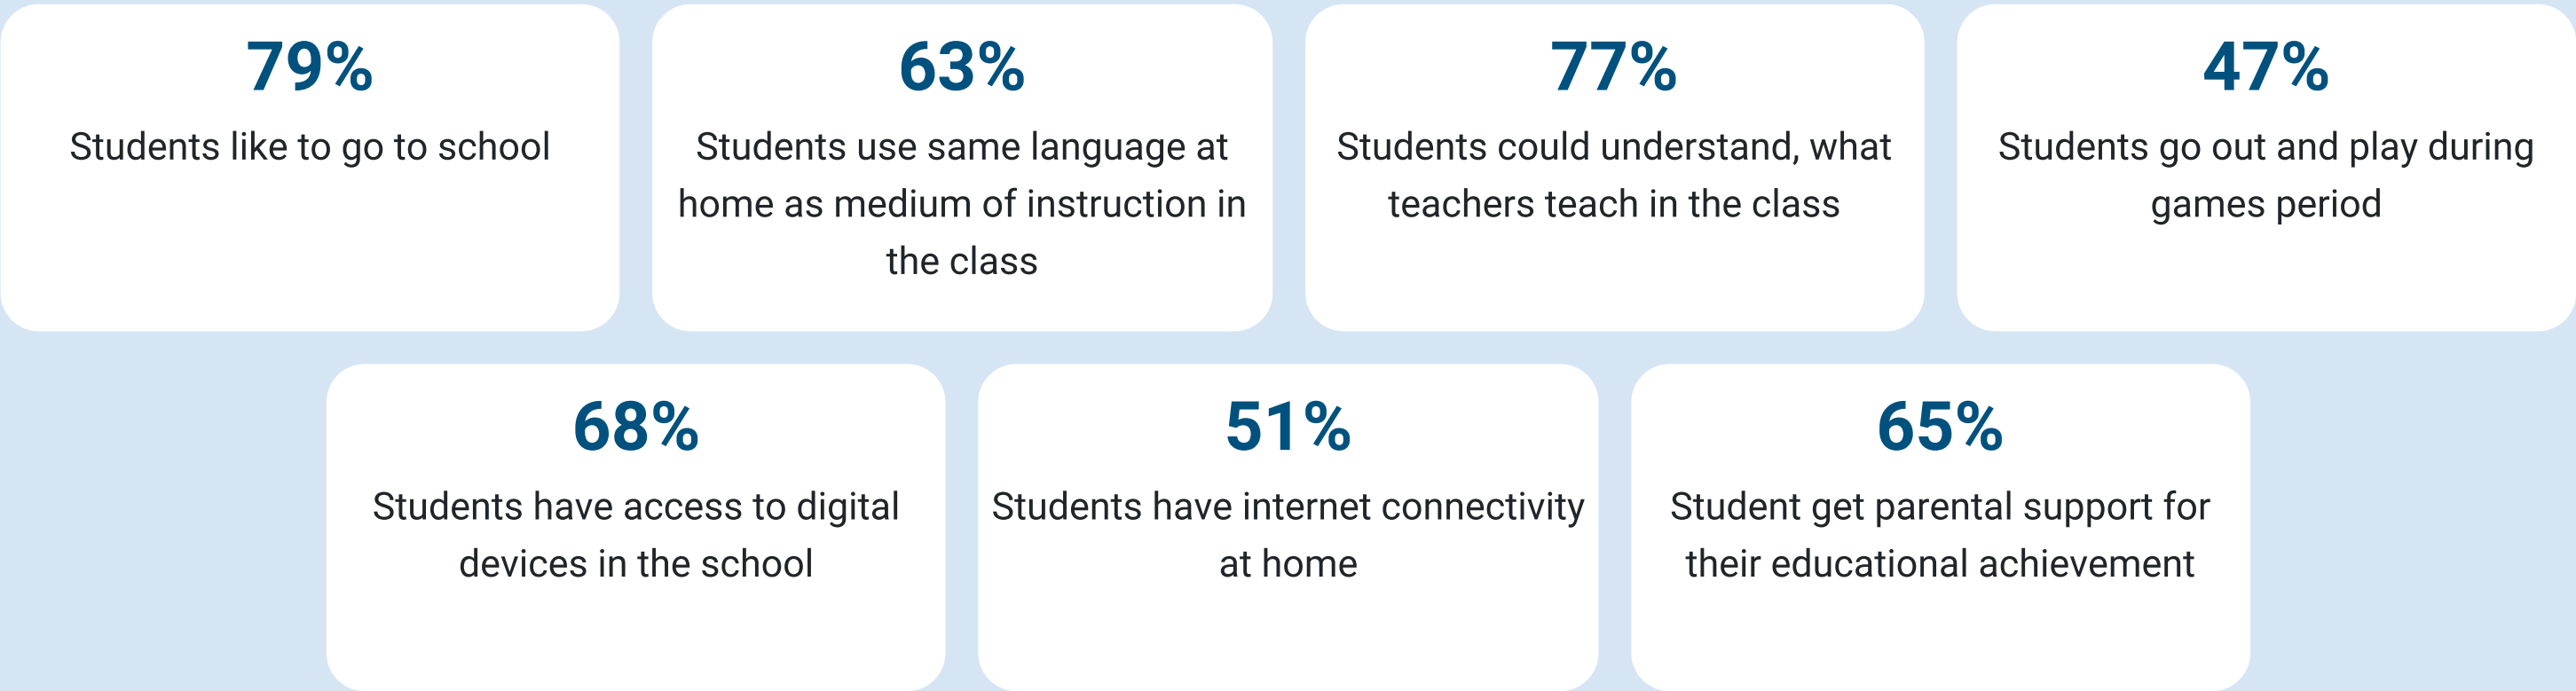 79%
Students like to go to school
63%
Students use same language at
home as medium of instruction in
the class
77%
Students could understand, what
teachers teach in the class
47%
Students go out and play during
games period
68%
Students have access to digital
devices in the school
51%
Students have internet connectivity
at home
65%
Student get parental support for
their educational achievement